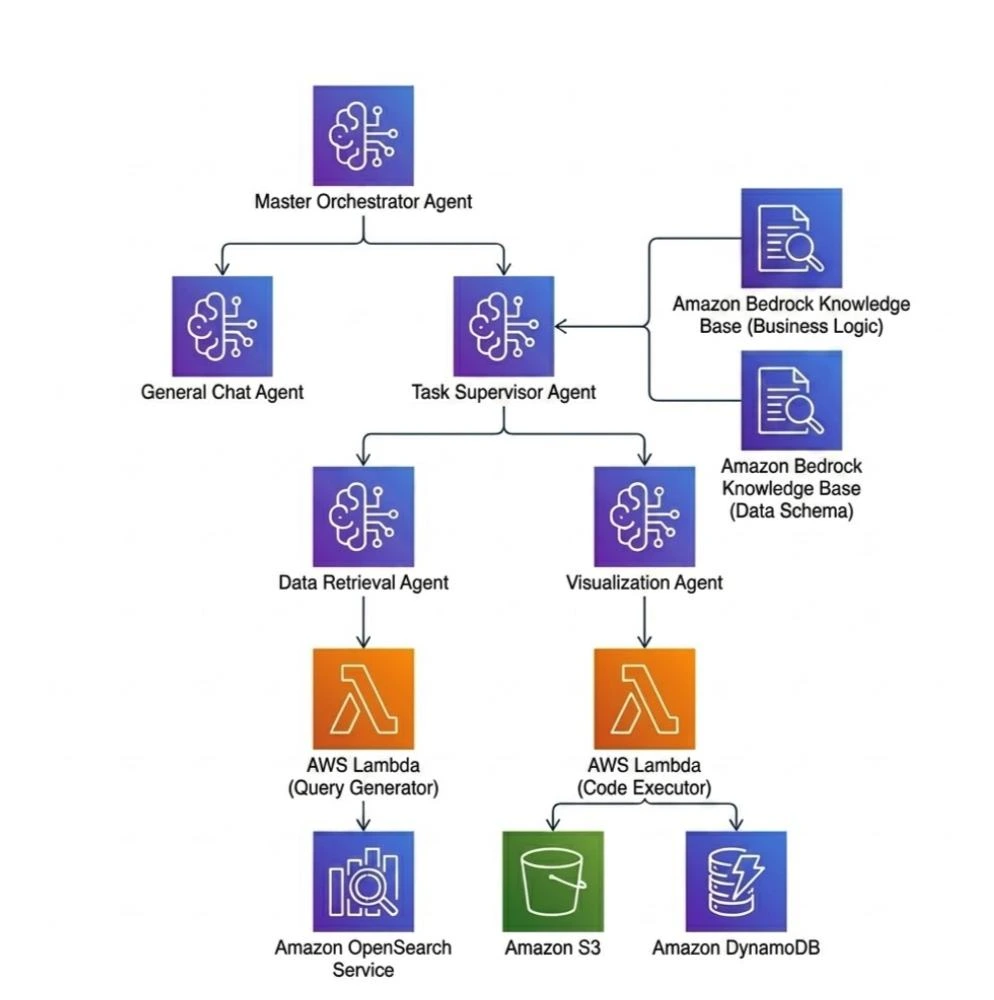 Master Orchestrator Agent
Amazon Bedrock Knowledge
Base (Business Logic)
General Chat Agent
Task Supervisor Agent
Amazon Bedrock
Knowledge Base
(Data Schema)
Data Retrieval Agent
Visualization Agent
AWS Lambda
(Query Generator)
AWS Lambda
(Code Executor)
Amazon OpenSearch
Service
Amazon S3
Amazon DynamoDB